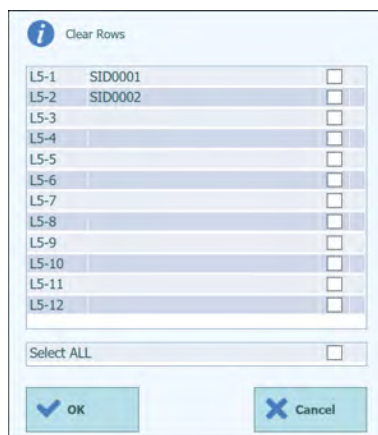 Clear Rows
L5-1 SID0001
L5-2 SID0002
L5-3
L5-4
L5-5
L5-6
L5-7
L5-8
L5-9
L5-10
L5-11
L5-12
Select ALL
OK Cancel